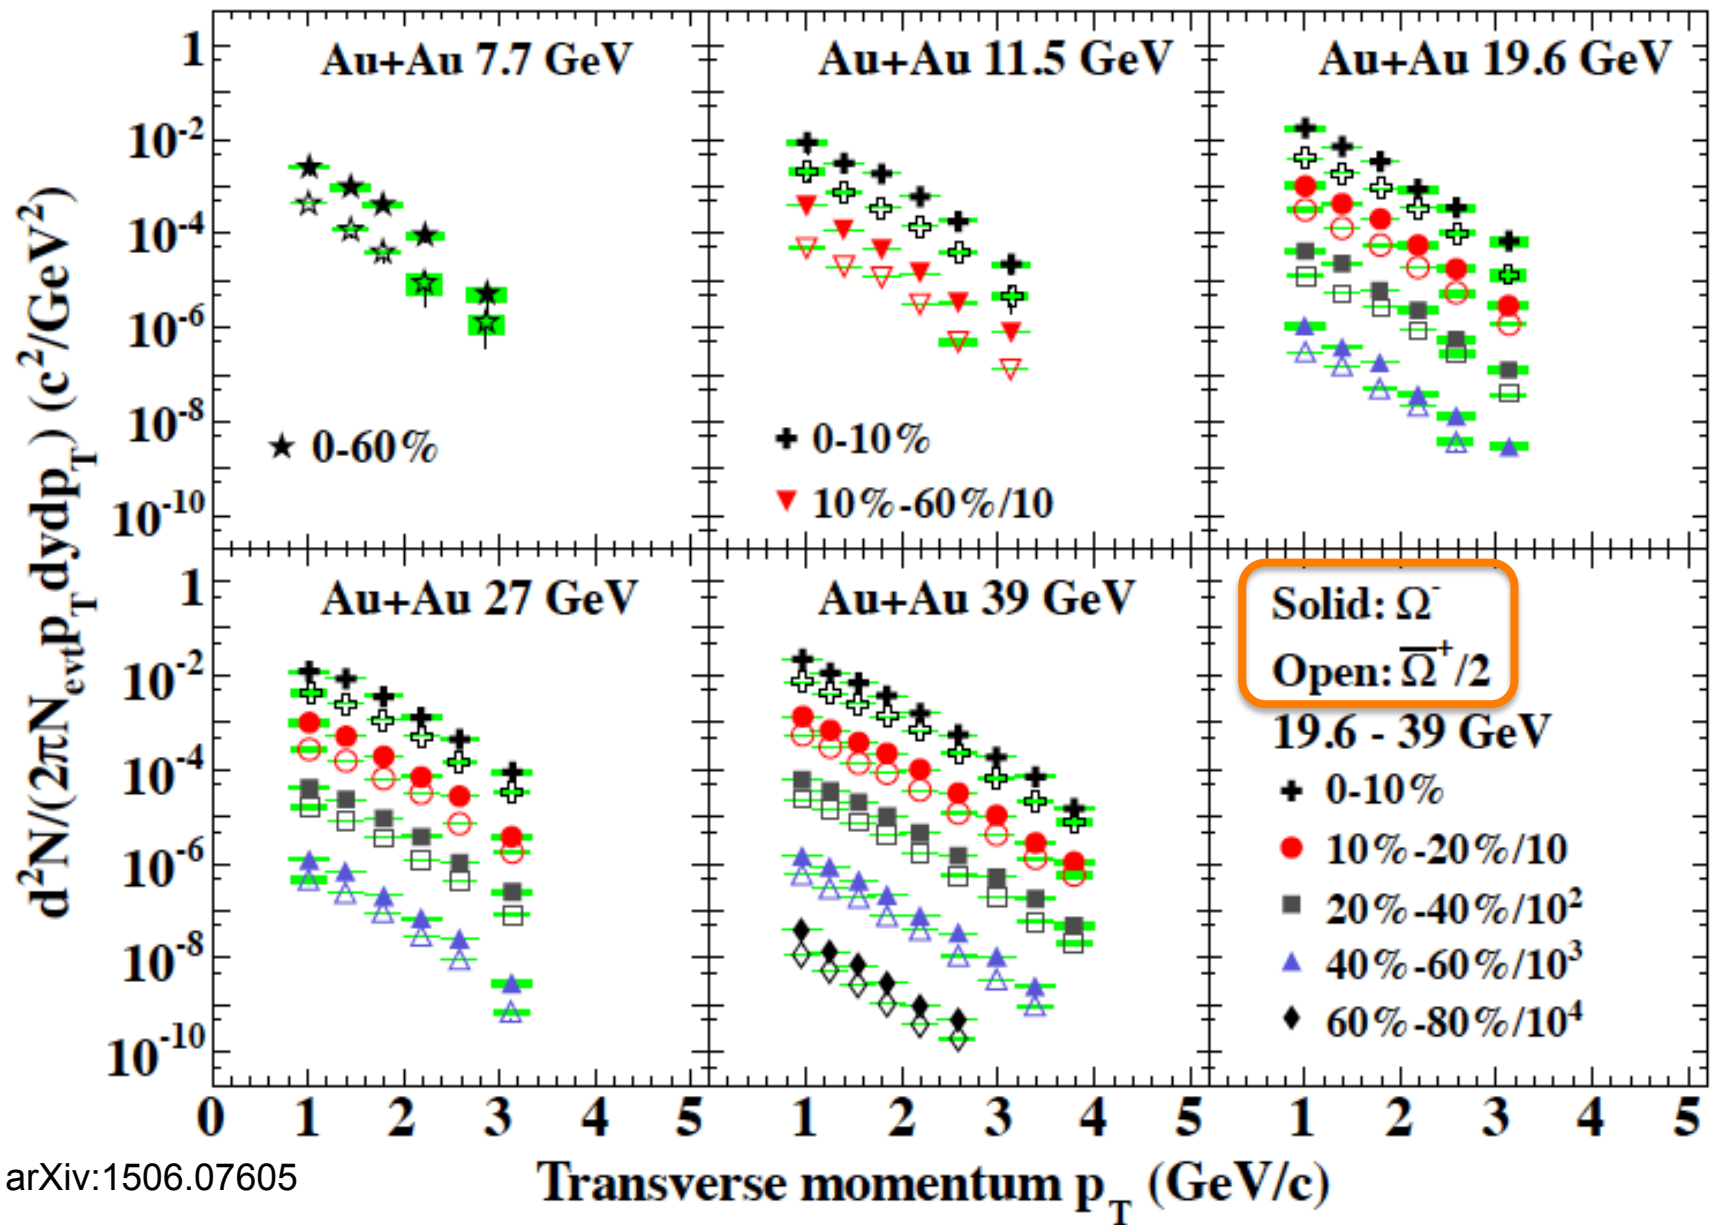 Au+Au 7.7 GeV
Au+Au 11.5 GeV
Au+Au 19.6 GeV
1
10⁻²
10⁻⁴
10⁻⁶
10⁻⁸
10⁻¹⁰
★ 0-60%
✚ 0-10%
▼ 10%-60%/10
d²N/(2πN_evt p_T dydp_T) (c²/GeV²)
Au+Au 27 GeV
Au+Au 39 GeV
1
10⁻²
10⁻⁴
10⁻⁶
10⁻⁸
10⁻¹⁰
Solid: Ω⁻
Open: Ω̅⁺/2
19.6 - 39 GeV
✚ 0-10%
● 10%-20%/10
■ 20%-40%/10²
▲ 40%-60%/10³
♦ 60%-80%/10⁴
0 1 2 3 4 5 1 2 3 4 5 1 2 3 4 5
arXiv:1506.07605
Transverse momentum p_T (GeV/c)